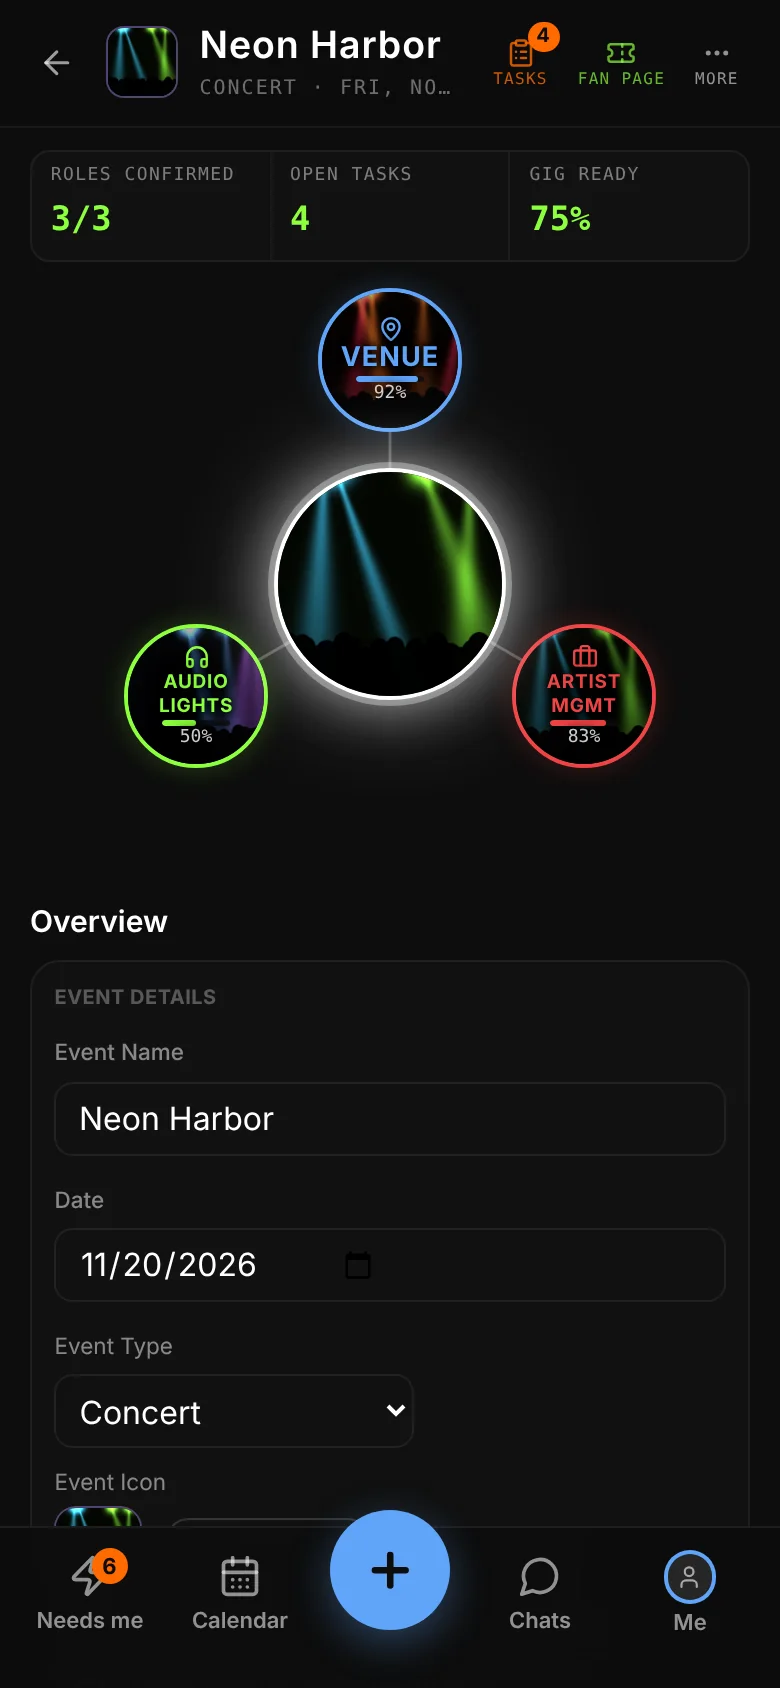 Neon Harbor
CONCERT · FRI, NO…
4
TASKS
FAN PAGE
MORE
ROLES CONFIRMED
3/3
OPEN TASKS
4
GIG READY
75%
VENUE
92%
AUDIO
LIGHTS
50%
ARTIST
MGMT
83%
Overview
EVENT DETAILS
Event Name
Neon Harbor
Date
11/20/2026
Event Type
Concert
Event Icon
6
Needs me
Calendar
Chats
Me